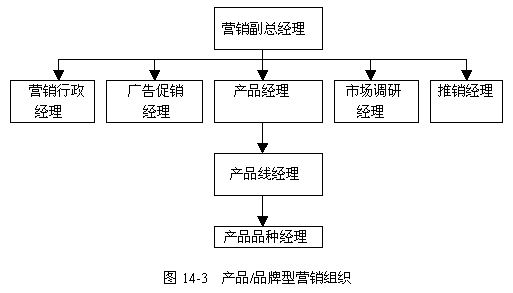 营销副总经理
营销行政
经理
广告促销
经理
产品经理
市场调研
经理
推销经理
产品线经理
产品品种经理
图 14-3 产品/品牌型营销组织